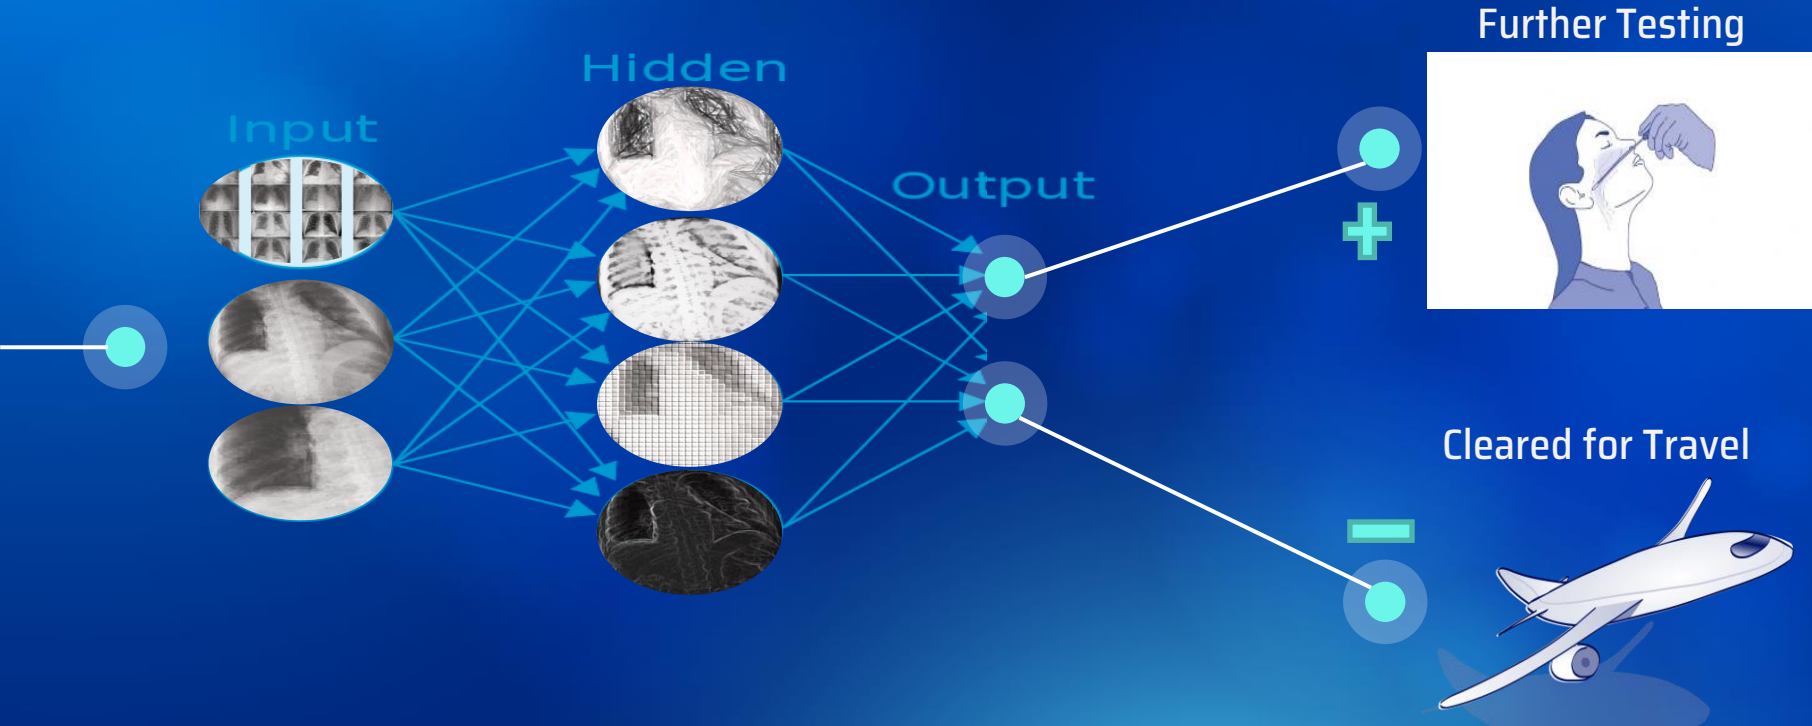 Further Testing
Hidden
Input
Output
Cleared for Travel